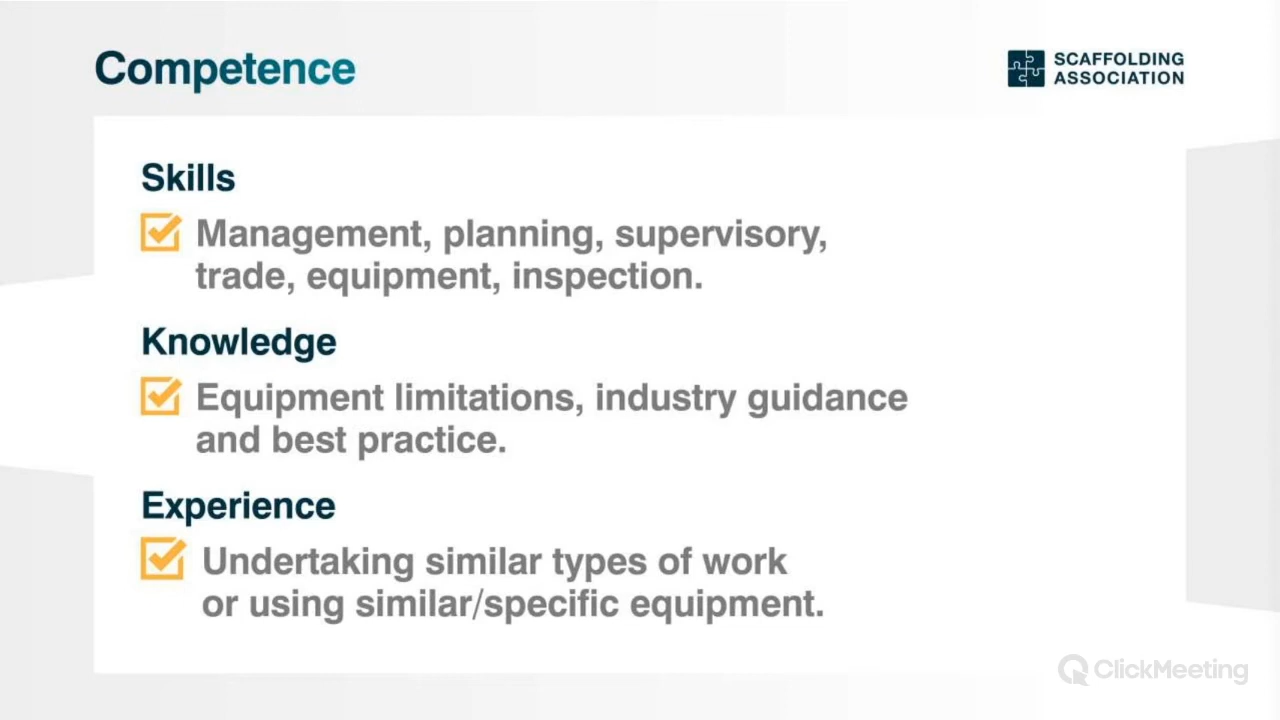 Competence
SCAFFOLDING
ASSOCIATION
Skills
Management, planning, supervisory,
trade, equipment, inspection.
Knowledge
Equipment limitations, industry guidance
and best practice.
Experience
Undertaking similar types of work
or using similar/specific equipment.
ClickMeeting